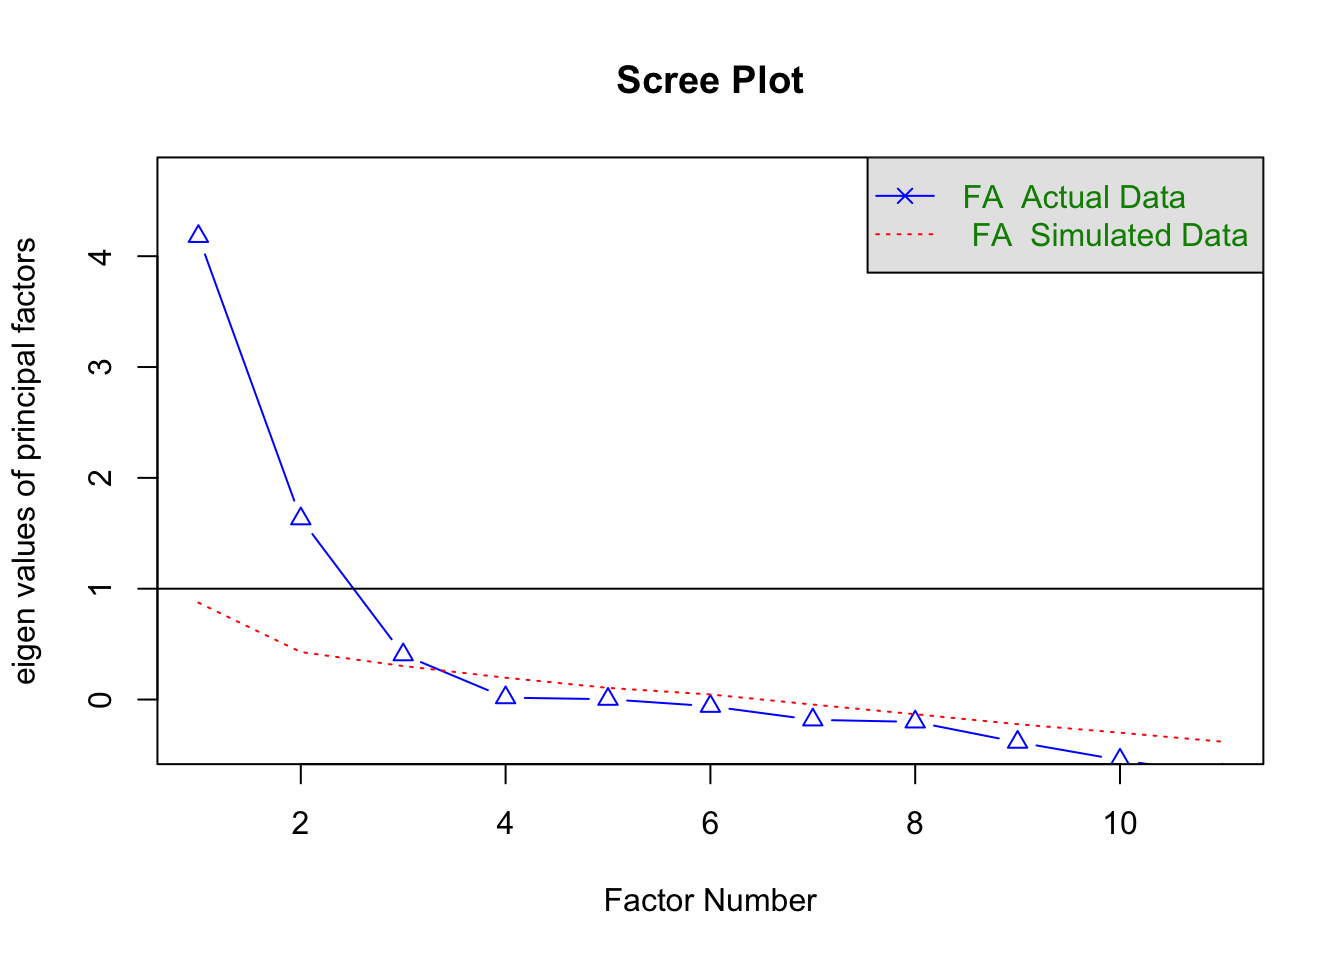 Scree Plot
FA Actual Data
FA Simulated Data
eigen values of principal factors
4
3
2
1
0
2 4 6 8 10
Factor Number